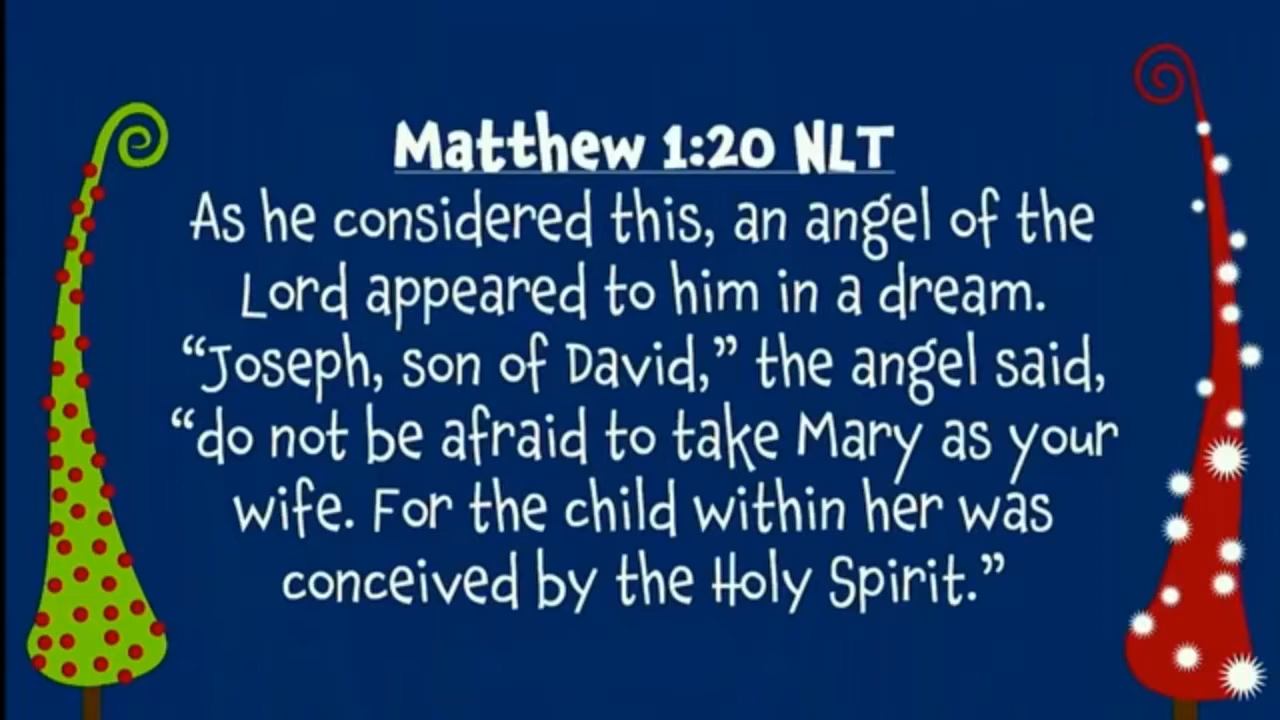 Matthew 1:20 NLT
As he considered this, an angel of the
Lord appeared to him in a dream.
“Joseph, son of David,” the angel said,
“do not be afraid to take Mary as your
wife. For the child within her was
conceived by the Holy Spirit.”